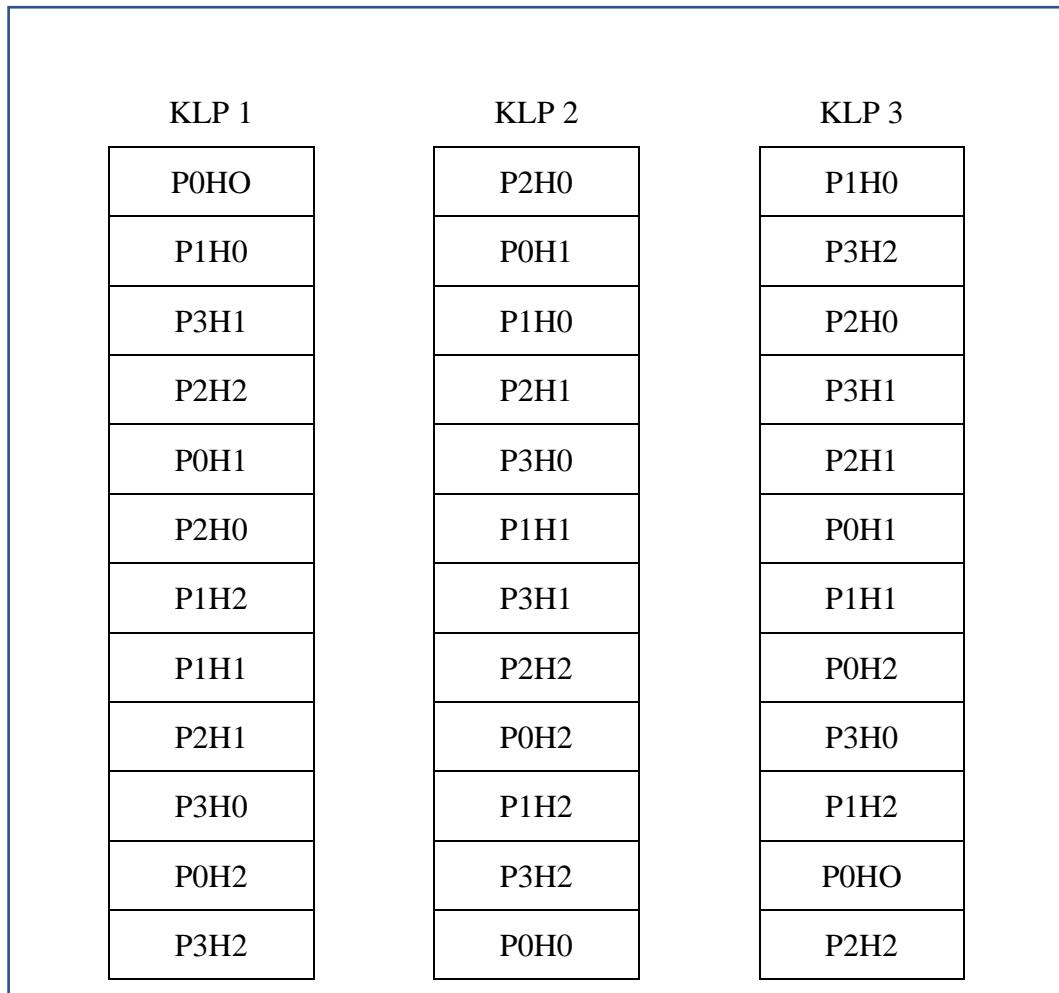 KLP 1 KLP 2 KLP 3
P0HO P2H0 P1H0
P1H0 P0H1 P3H2
P3H1 P1H0 P2H0
P2H2 P2H1 P3H1
P0H1 P3H0 P2H1
P2H0 P1H1 P0H1
P1H2 P3H1 P1H1
P1H1 P2H2 P0H2
P2H1 P0H2 P3H0
P3H0 P1H2 P1H2
P0H2 P3H2 P0HO
P3H2 P0H0 P2H2